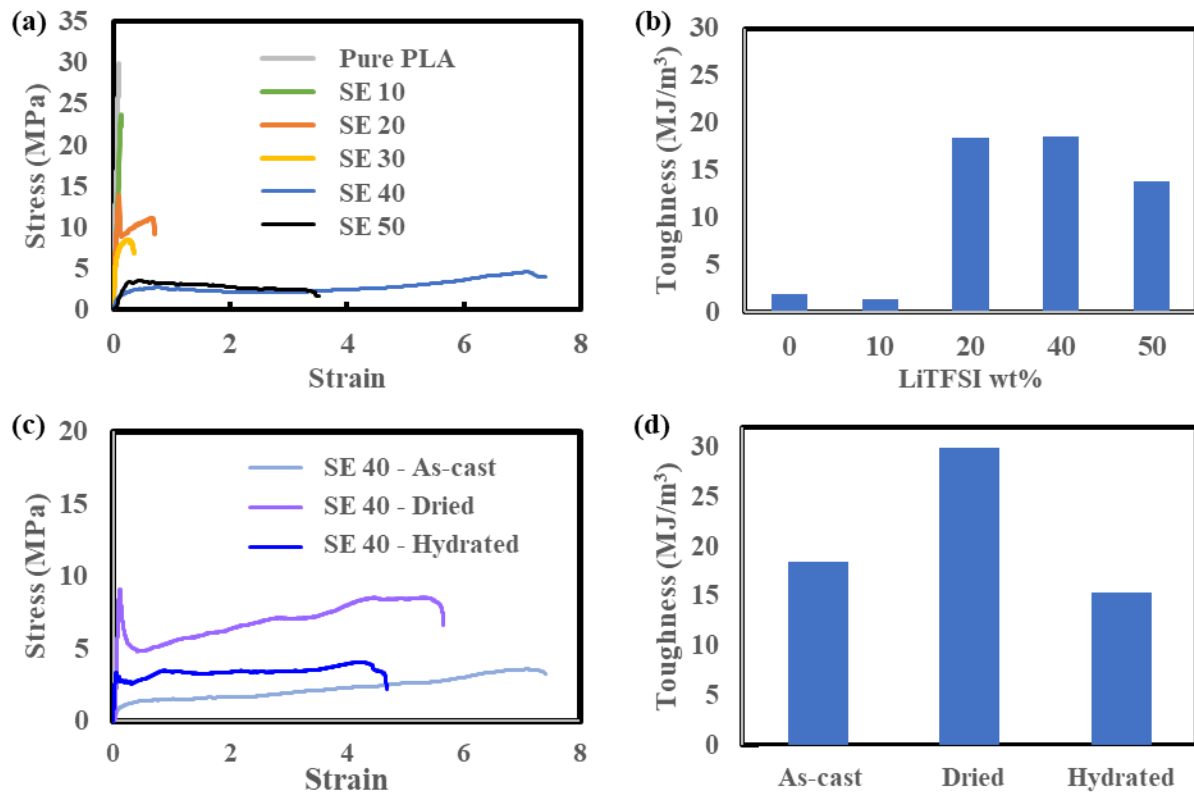 (a)
Stress (MPa)
35
30
25
20
15
10
5
0
0 2 4 6 8
Strain
Pure PLA
SE 10
SE 20
SE 30
SE 40
SE 50
(b)
Toughness (MJ/m³)
30
25
20
15
10
5
0
0 10 20 40 50
LiTFSI wt%
(c)
Stress (MPa)
20
15
10
5
0
0 2 4 6 8
Strain
SE 40 - As-cast
SE 40 - Dried
SE 40 - Hydrated
(d)
Toughness (MJ/m³)
30
25
20
15
10
5
0
As-cast Dried Hydrated